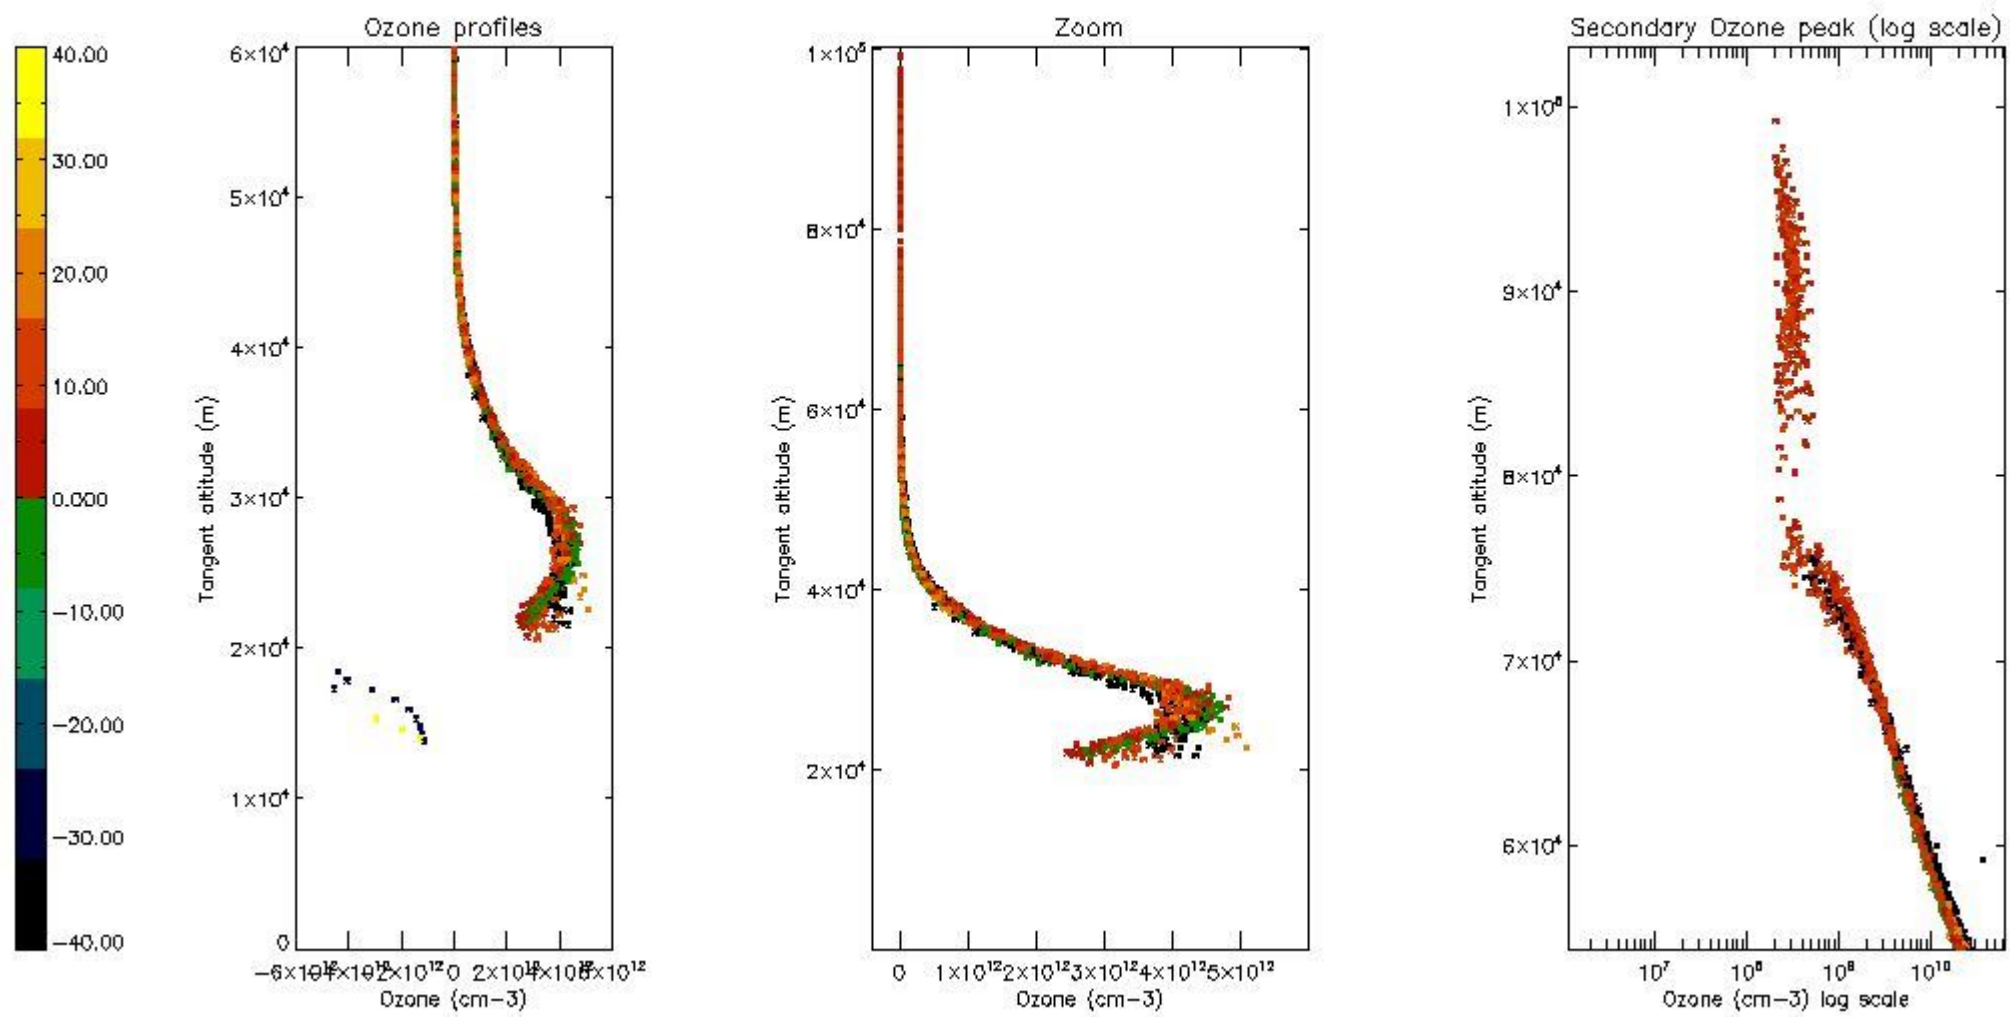 Ozone profiles
Zoom
Secondary Ozone peak (log scale)
40.00
30.00
20.00
10.00
0.000
−10.00
−20.00
−30.00
−40.00
6×10⁴
5×10⁴
4×10⁴
3×10⁴
2×10⁴
1×10⁴
0
Tangent altitude (m)
0
Ozone (cm−3)
1×10⁵
8×10⁴
6×10⁴
4×10⁴
2×10⁴
Tangent altitude (m)
0 1×10¹² 2×10¹² 3×10¹² 4×10¹² 5×10¹²
Ozone (cm−3)
9×10⁴
8×10⁴
7×10⁴
6×10⁴
Tangent altitude (m)
10⁷ 10⁸ 10⁹ 10¹⁰
Ozone (cm−3) log scale